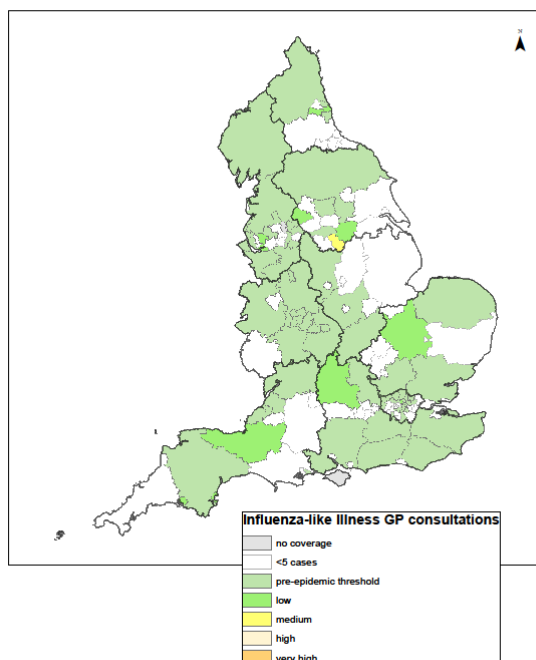 N
Influenza-like Illness GP consultations
no coverage
<5 cases
pre-epidemic threshold
low
medium
high
very high